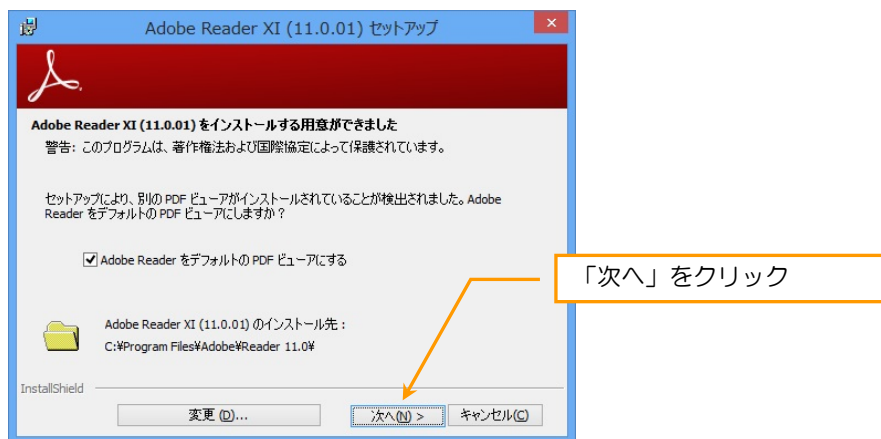 Adobe Reader XI (11.0.01) セットアップ
Adobe Reader XI (11.0.01) をインストールする用意ができました
警告: このプログラムは、著作権法および国際協定によって保護されています。
セットアップにより、別の PDF ビューアがインストールされていることが検出されました。Adobe
Reader をデフォルトの PDF ビューアにしますか？
Adobe Reader をデフォルトの PDF ビューアにする
「次へ」をクリック
Adobe Reader XI (11.0.01) のインストール先：
C:¥Program Files¥Adobe¥Reader 11.0¥
InstallShield
変更 (D)... 次へ(N) > キャンセル(C)